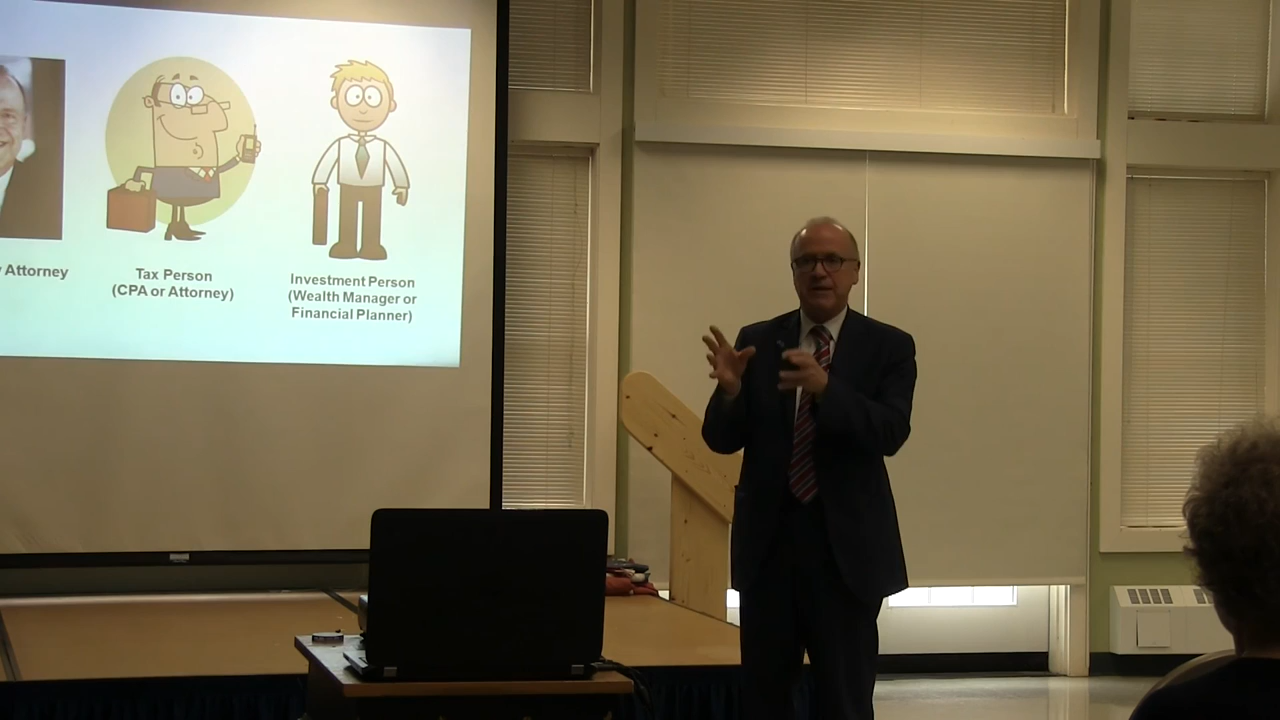 Attorney
Tax Person
(CPA or Attorney)
Investment Person
(Wealth Manager or
Financial Planner)